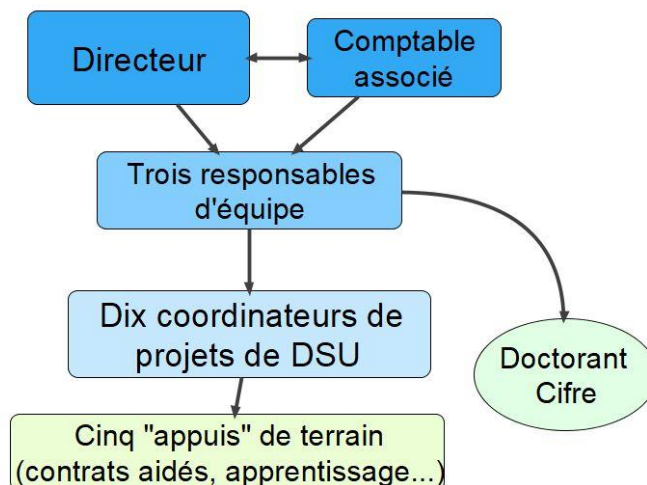 Directeur
Comptable
associé
Trois responsables
d'équipe
Dix coordinateurs de
projets de DSU
Doctorant
Cifre
Cinq "appuis" de terrain
(contrats aidés, apprentissage...)